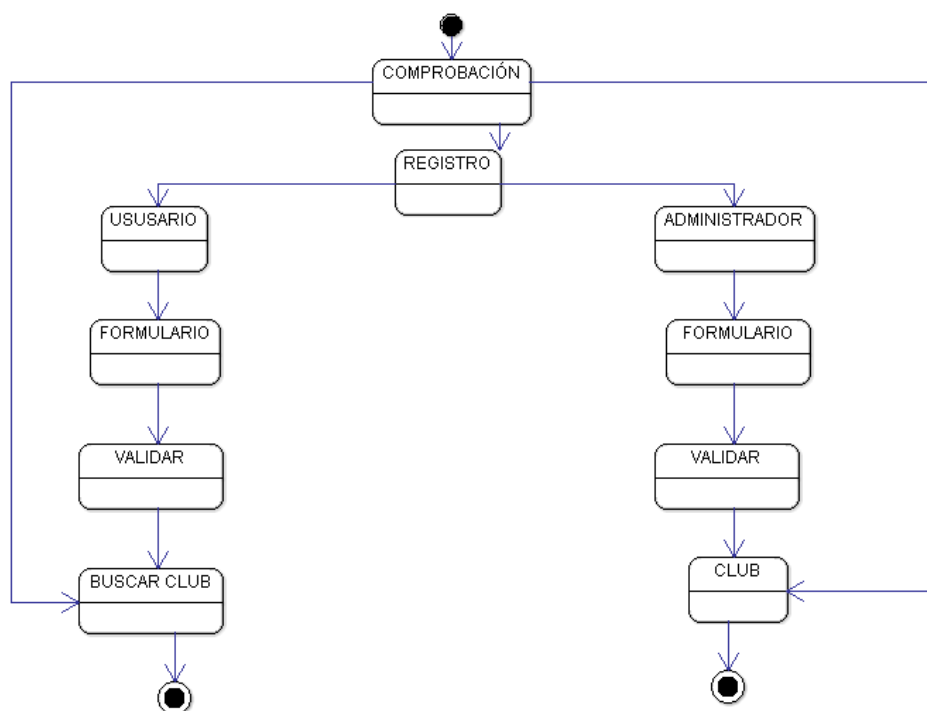 COMPROBACIÓN
REGISTRO
USUSARIO
ADMINISTRADOR
FORMULARIO
FORMULARIO
VALIDAR
VALIDAR
BUSCAR CLUB
CLUB